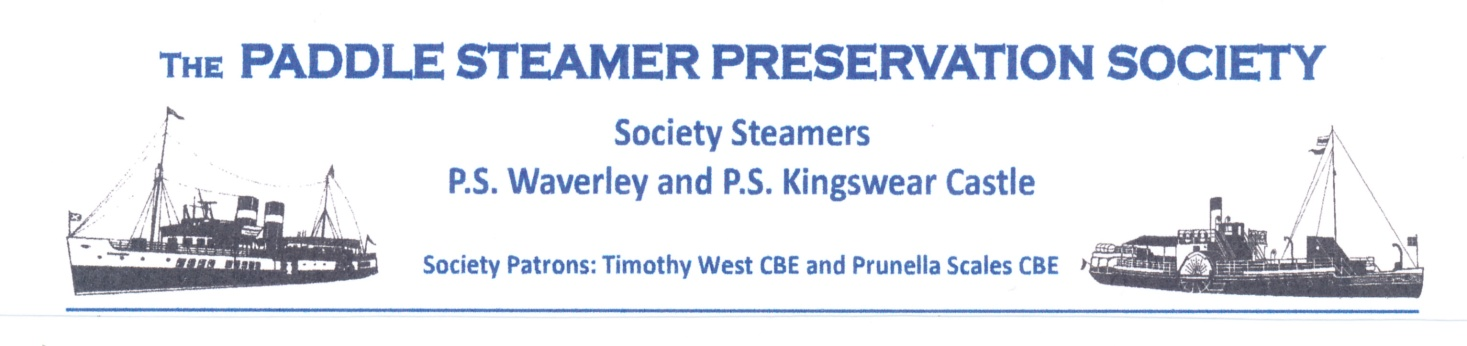 THE PADDLE STEAMER PRESERVATION SOCIETY
Society Steamers
P.S. Waverley and P.S. Kingswear Castle
Society Patrons: Timothy West CBE and Prunella Scales CBE